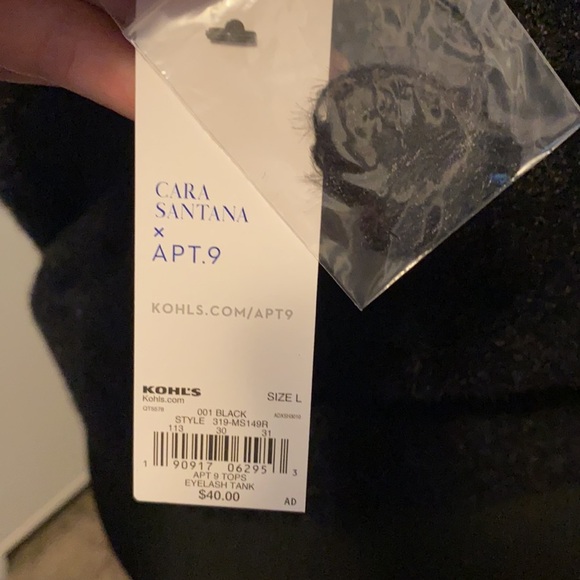 CARA
SANTANA
×
APT.9
KOHLS.COM/APT9
KOHL'S
Kohls.com
SIZE L
001 BLACK
STYLE 319-MS149R
113 30 31
1 90917 06295 3
APT 9 TOPS
EYELASH TANK
$40.00
AD